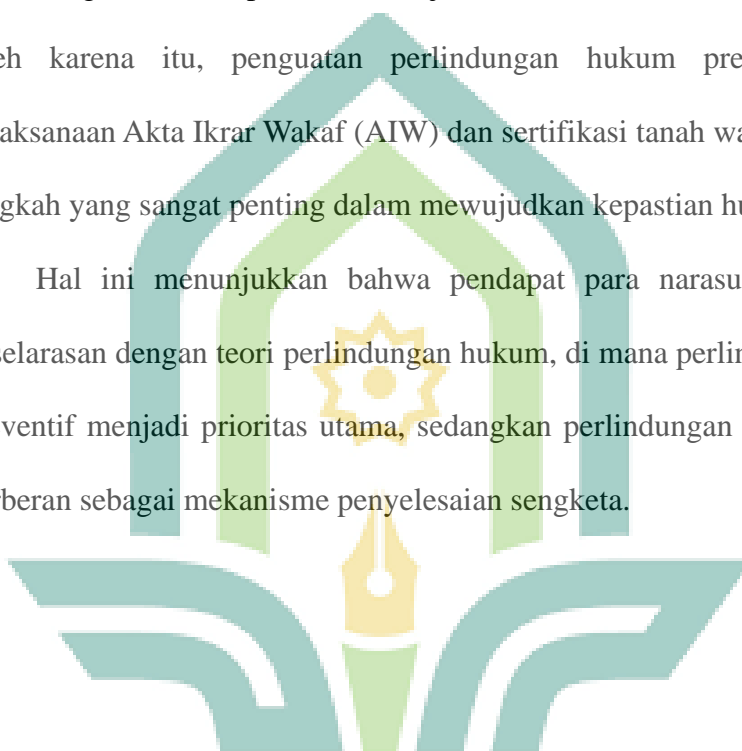 eh karena itu, penguatan perlindungan hukum pre
aksanaan Akta Ikrar Wakaf (AIW) dan sertifikasi tanah wa
gkah yang sangat penting dalam mewujudkan kepastian hu
Hal ini menunjukkan bahwa pendapat para narasu
selarasan dengan teori perlindungan hukum, di mana perlin
ventif menjadi prioritas utama, sedangkan perlindungan
rberan sebagai mekanisme penyelesaian sengketa.